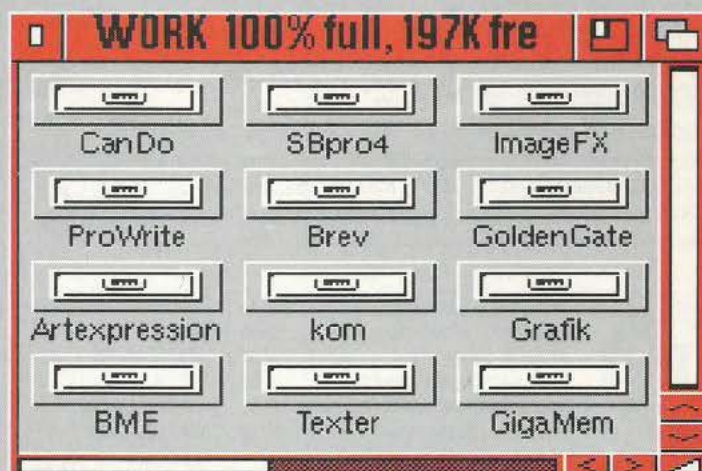 WORK 100% full, 197K fre
CanDo SBpro4 ImageFX
ProWrite Brev GoldenGate
Artexpression kom Grafik
BME Texter GigaMem